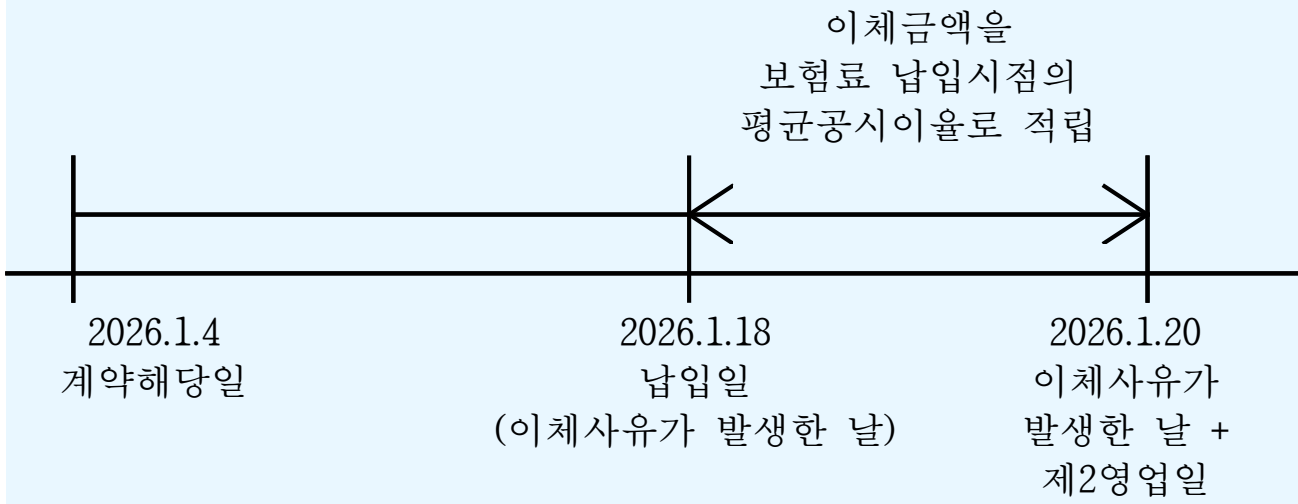 이체금액을
보험료 납입시점의
평균공시이율로 적립
2026.1.4
계약해당일
2026.1.18
납입일
(이체사유가 발생한 날)
2026.1.20
이체사유가
발생한 날 +
제2영업일